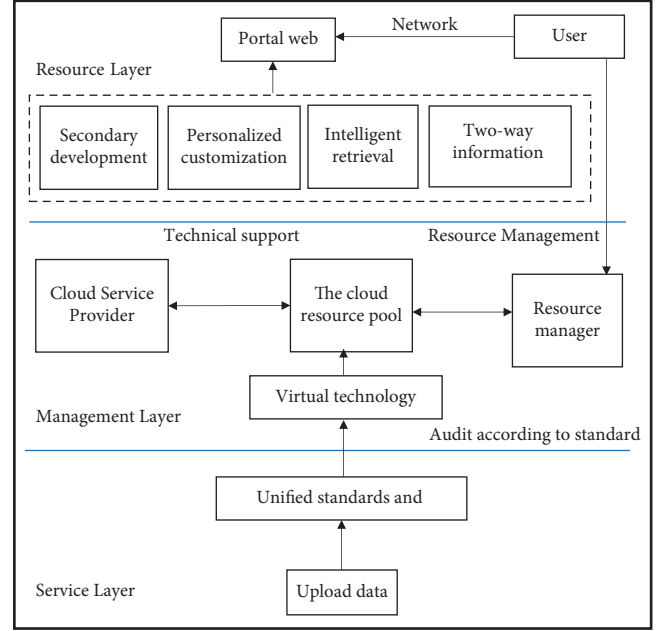 Portal web
Network
User
Resource Layer
Secondary
development
Personalized
customization
Intelligent
retrieval
Two-way
information
Technical support
Resource Management
Cloud Service
Provider
The cloud
resource pool
Resource
manager
Virtual technology
Management Layer
Audit according to standard
Unified standards and
Service Layer
Upload data